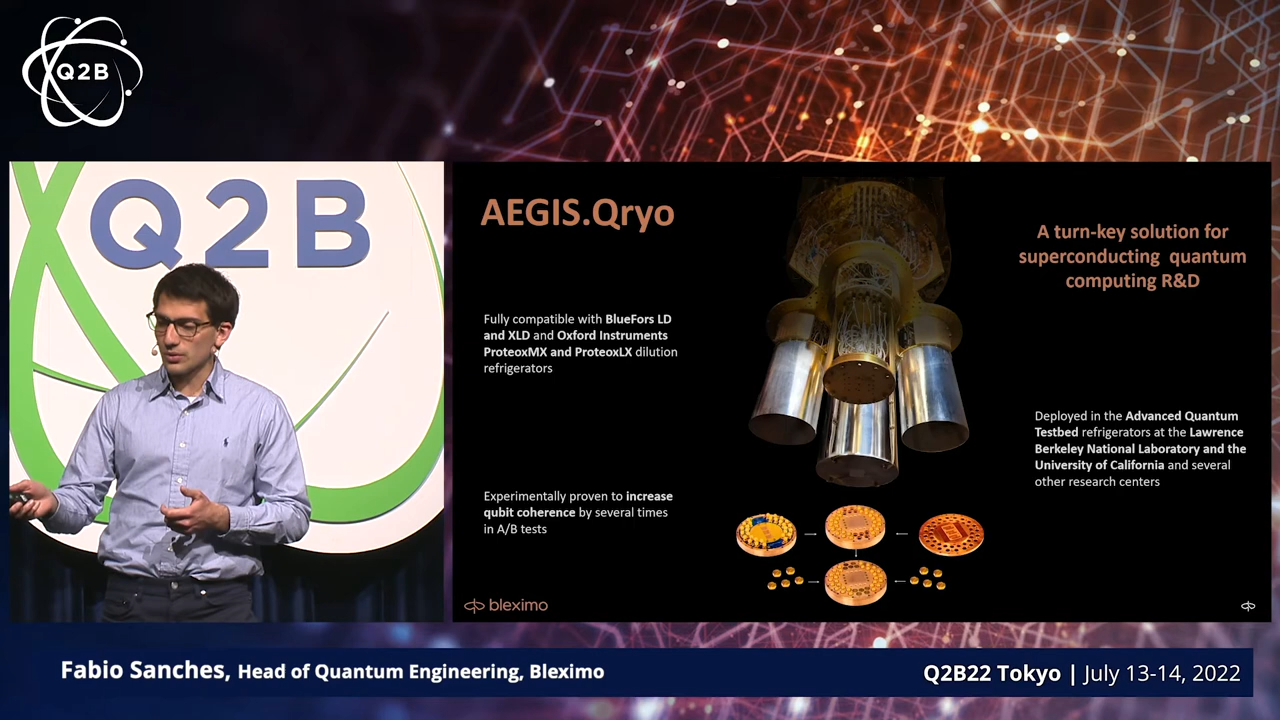 Q2B
Q2B
AEGIS.Qryo
A turn-key solution for
superconducting quantum
computing R&D
Fully compatible with BlueFors LD
and XLD and Oxford Instruments
ProteoxMX and ProteoxLX dilution
refrigerators
Deployed in the Advanced Quantum
Testbed refrigerators at the Lawrence
Berkeley National Laboratory and the
University of California and several
other research centers
Experimentally proven to increase
qubit coherence by several times
in A/B tests
bleximo
Fabio Sanches, Head of Quantum Engineering, Bleximo
Q2B22 Tokyo | July 13-14, 2022